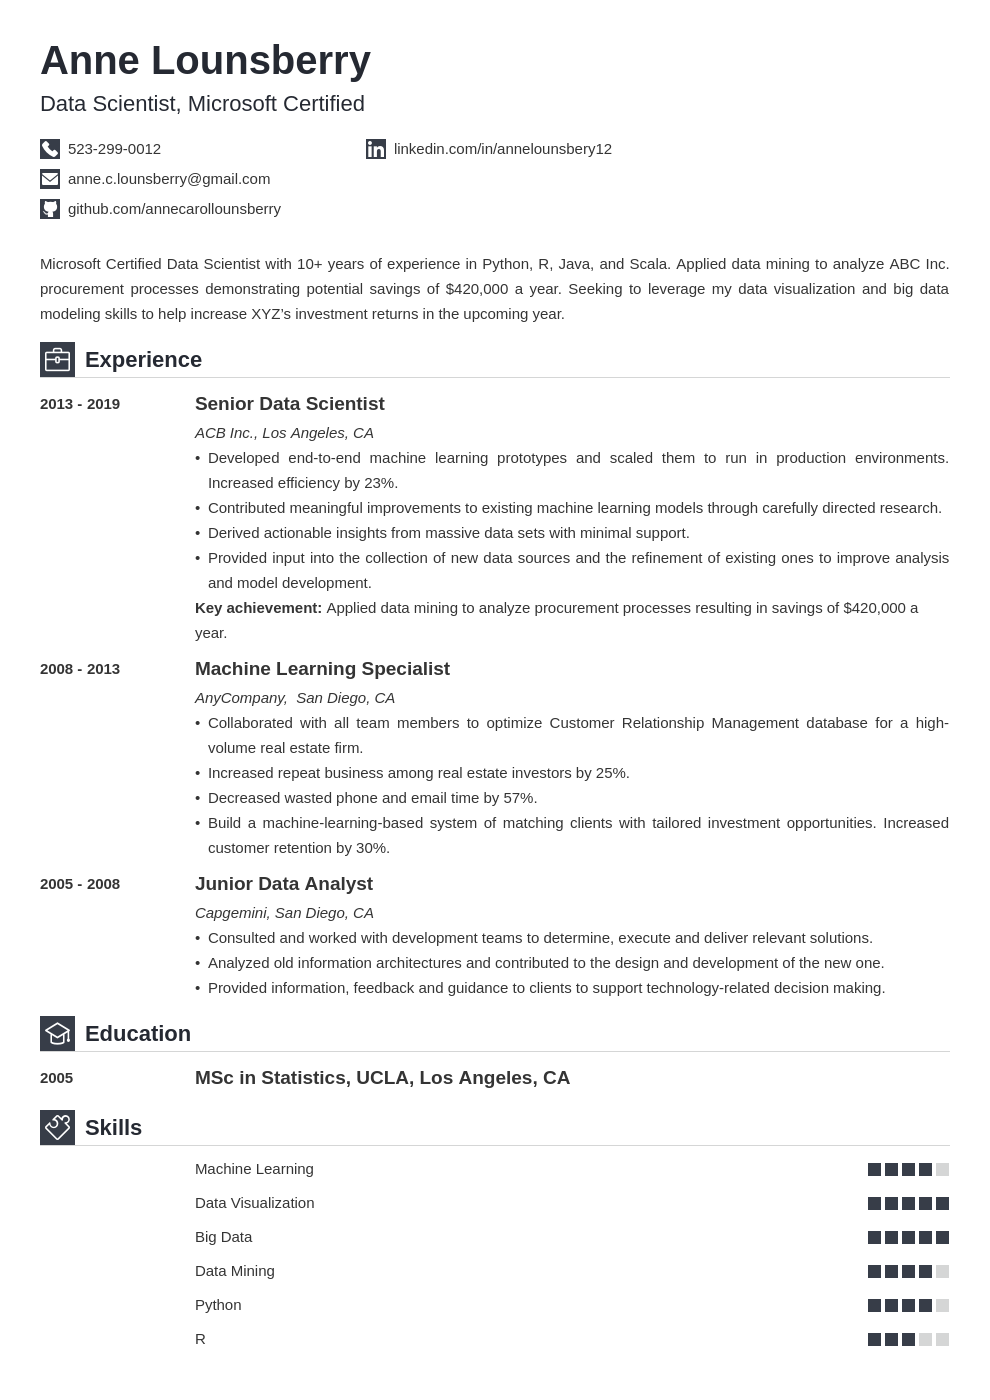 Anne Lounsberry
Data Scientist, Microsoft Certified
523-299-0012
linkedin.com/in/annelounsbery12
anne.c.lounsberry@gmail.com
github.com/annecarollounsberry
Microsoft Certified Data Scientist with 10+ years of experience in Python, R, Java, and Scala. Applied data mining to analyze ABC Inc.
procurement processes demonstrating potential savings of $420,000 a year. Seeking to leverage my data visualization and big data
modeling skills to help increase XYZ’s investment returns in the upcoming year.
Experience
2013 - 2019
Senior Data Scientist
ACB Inc., Los Angeles, CA
• Developed end-to-end machine learning prototypes and scaled them to run in production environments.
Increased efficiency by 23%.
• Contributed meaningful improvements to existing machine learning models through carefully directed research.
• Derived actionable insights from massive data sets with minimal support.
• Provided input into the collection of new data sources and the refinement of existing ones to improve analysis
and model development.
Key achievement: Applied data mining to analyze procurement processes resulting in savings of $420,000 a
year.
2008 - 2013
Machine Learning Specialist
AnyCompany,  San Diego, CA
• Collaborated with all team members to optimize Customer Relationship Management database for a high-
volume real estate firm.
• Increased repeat business among real estate investors by 25%.
• Decreased wasted phone and email time by 57%.
• Build a machine-learning-based system of matching clients with tailored investment opportunities. Increased
customer retention by 30%.
2005 - 2008
Junior Data Analyst
Capgemini, San Diego, CA
• Consulted and worked with development teams to determine, execute and deliver relevant solutions.
• Analyzed old information architectures and contributed to the design and development of the new one.
• Provided information, feedback and guidance to clients to support technology-related decision making.
Education
2005
MSc in Statistics, UCLA, Los Angeles, CA
Skills
Machine Learning
Data Visualization
Big Data
Data Mining
Python
R